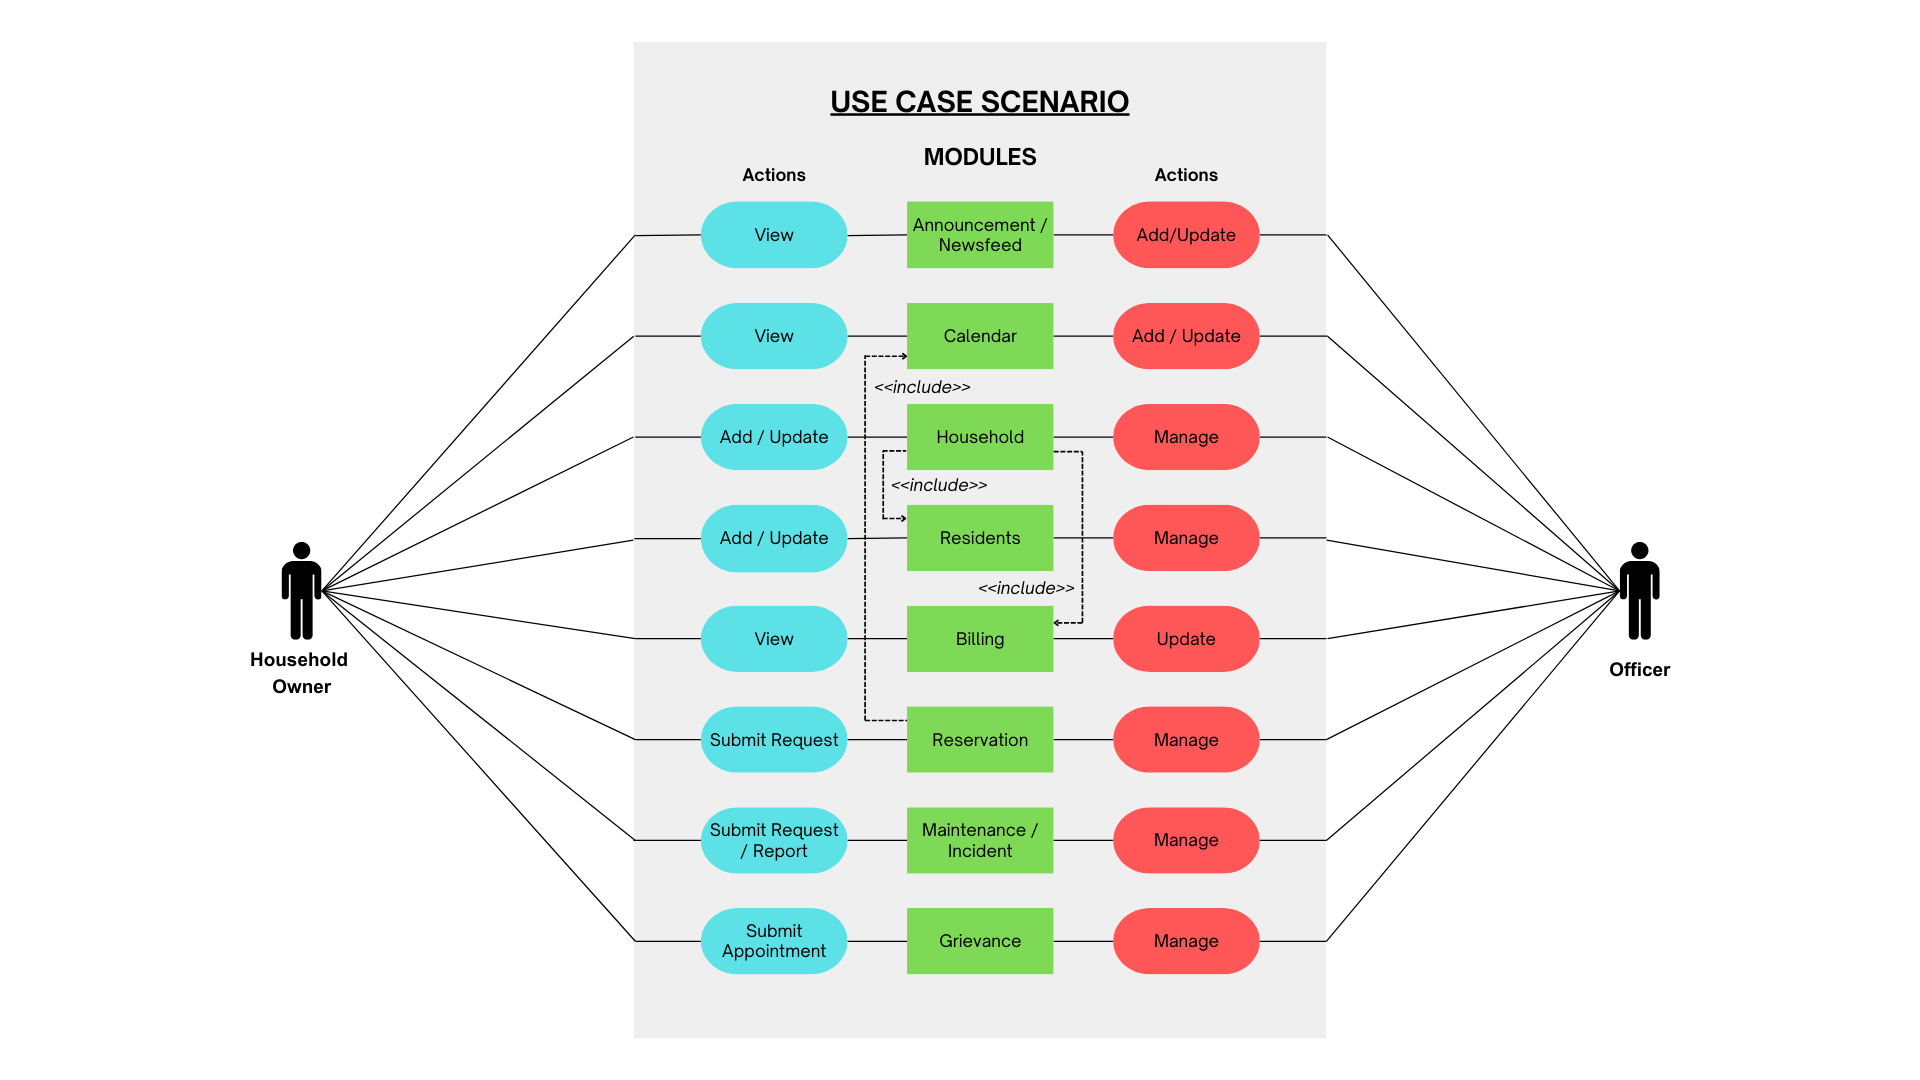 USE CASE SCENARIO
MODULES
Actions
Actions
View
Announcement /
Newsfeed
Add/Update
View
Calendar
Add / Update
<<include>>
Add / Update
Household
Manage
<<include>>
Add / Update
Residents
Manage
<<include>>
View
Billing
Update
Household
Owner
Officer
Submit Request
Reservation
Manage
Submit Request
/ Report
Maintenance /
Incident
Manage
Submit
Appointment
Grievance
Manage